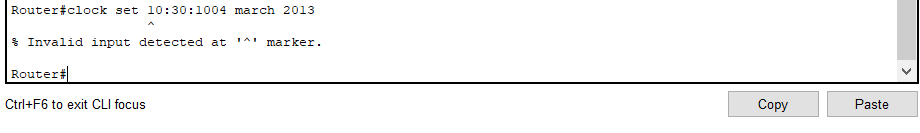 Router#clock set 10:30:1004 march 2013
^
% Invalid input detected at '^' marker.
Router#
Ctrl+F6 to exit CLI focus
Copy
Paste